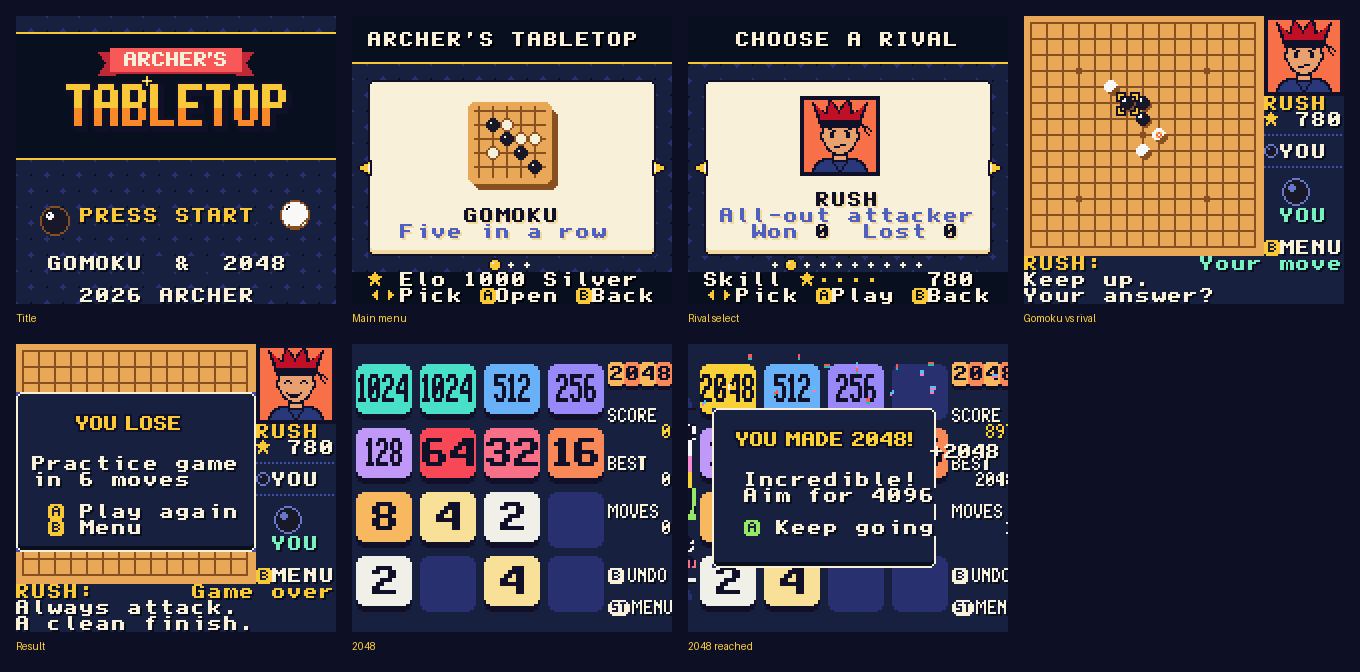 ARCHER'S
TABLETOP
PRESS START
GOMOKU & 2048
2026 ARCHER
Title
ARCHER'S TABLETOP
GOMOKU
Five in a row
Elo 1000 Silver
Pick A Open B Back
Main menu
CHOOSE A RIVAL
RUSH
All-out attacker
Won 0 Lost 0
Skill 780
Pick A Play B Back
Rival select
RUSH
780
YOU
YOU
B MENU
RUSH: Your move
Keep up.
Your answer?
Gomoku vs rival
YOU LOSE
Practice game
in 6 moves
A Play again
B Menu
RUSH
780
YOU
YOU
B MENU
RUSH: Game over
Always attack.
A clean finish.
Result
1024 1024 512 256
128 64 32 16
8 4 2
2 4
2048
SCORE
0
BEST
0
MOVES
0
B UNDO
ST MENU
2048
2048 512 256
2048
YOU MADE 2048!
Incredible!
Aim for 4096
A Keep going
2 4
SCORE
89
+2048
BEST
204
MOVES
B UNDO
ST MEN
2048 reached